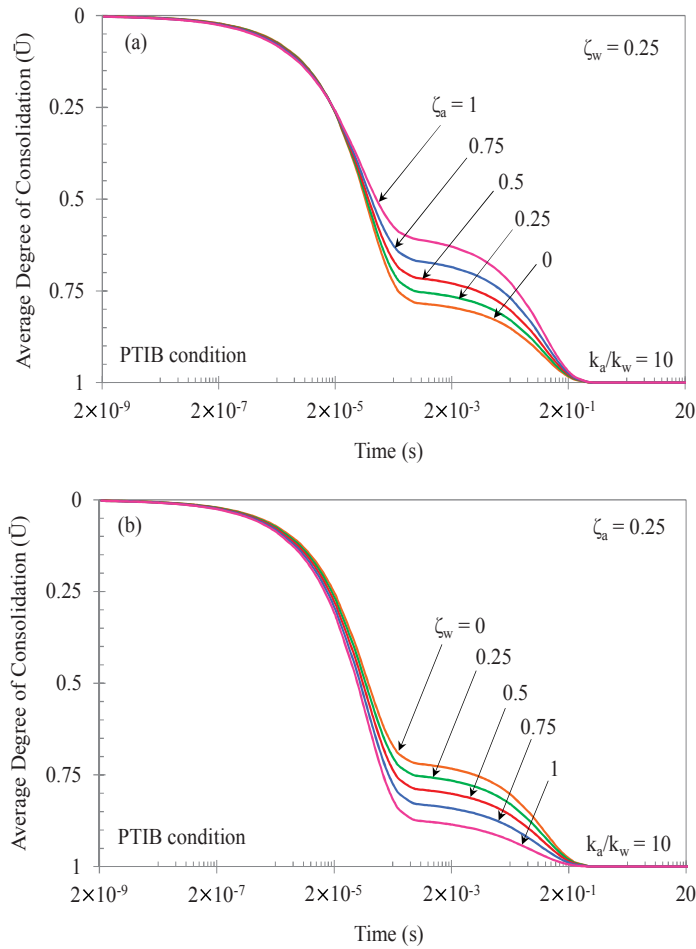 0
(a)
ζw = 0.25
0.25
ζa = 1
0.75
0.5
0.5
0.25
0
0.75
PTIB condition
ka/kw = 10
1
2×10-9
2×10-7
2×10-5
2×10-3
2×10-1
20
Average Degree of Consolidation (Ū)
Time (s)
0
(b)
ζa = 0.25
0.25
ζw = 0
0.25
0.5
0.5
0.75
1
0.75
PTIB condition
ka/kw = 10
1
2×10-9
2×10-7
2×10-5
2×10-3
2×10-1
20
Average Degree of Consolidation (Ū)
Time (s)